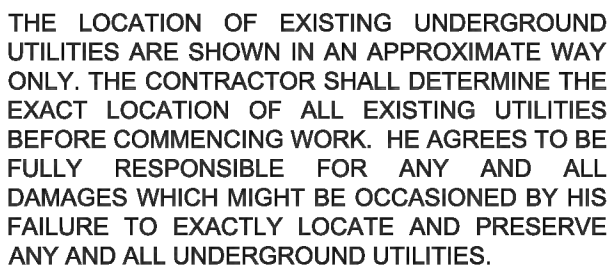 THE LOCATION OF EXISTING UNDERGROUND
UTILITIES ARE SHOWN IN AN APPROXIMATE WAY
ONLY. THE CONTRACTOR SHALL DETERMINE THE
EXACT LOCATION OF ALL EXISTING UTILITIES
BEFORE COMMENCING WORK. HE AGREES TO BE
FULLY RESPONSIBLE FOR ANY AND ALL
DAMAGES WHICH MIGHT BE OCCASIONED BY HIS
FAILURE TO EXACTLY LOCATE AND PRESERVE
ANY AND ALL UNDERGROUND UTILITIES.